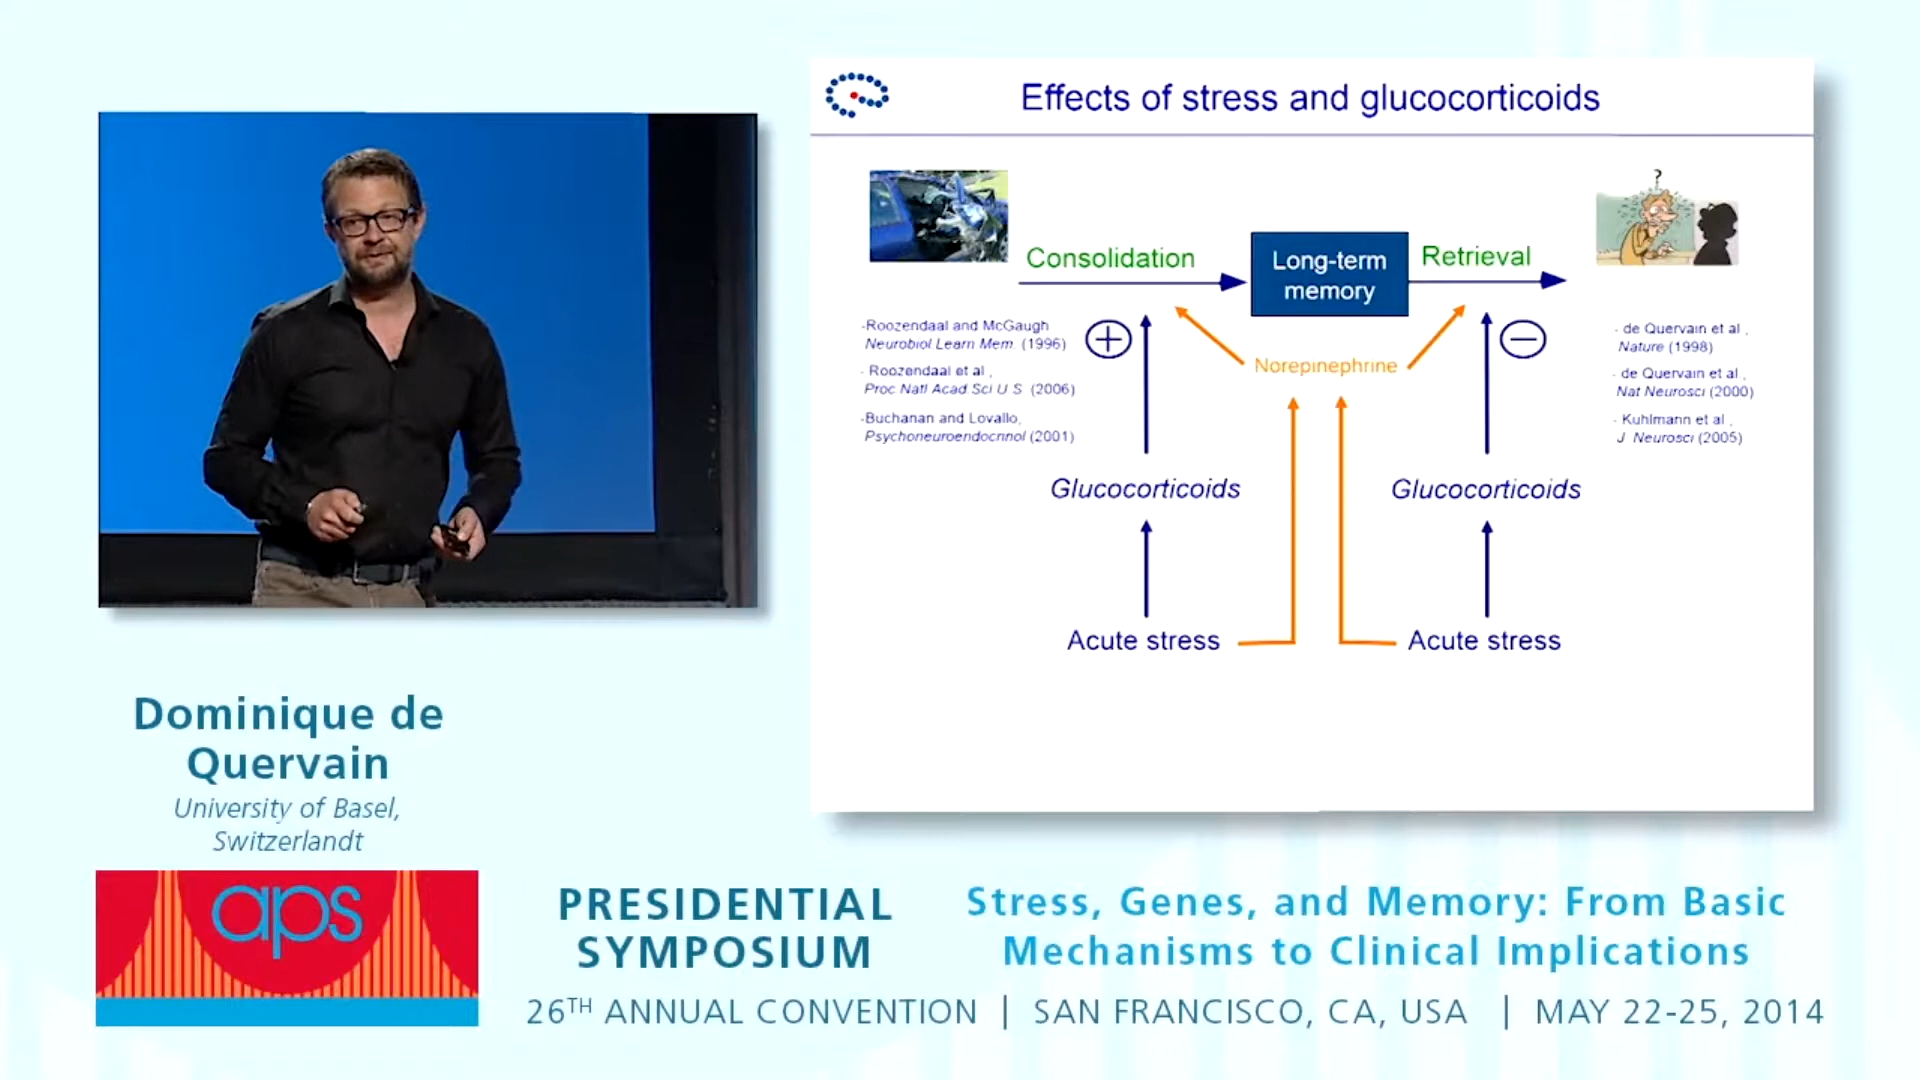 Effects of stress and glucocorticoids
?
Consolidation
Long-term
memory
Retrieval
-Roozendaal and McGaugh
Neurobiol Learn Mem. (1996)
- Roozendaal et al ,
Proc Natl Acad Sci U S (2006)
-Buchanan and Lovallo,
Psychoneuroendocrinol (2001)
+
Norepinephrine
−
- de Quervain et al ,
Nature (1998)
- de Quervain et al ,
Nat Neurosci (2000)
- Kuhlmann et al ,
J Neurosci (2005)
Glucocorticoids
Glucocorticoids
Acute stress
Acute stress
Dominique de
Quervain
University of Basel,
Switzerlandt
aps
PRESIDENTIAL
SYMPOSIUM
Stress, Genes, and Memory: From Basic
Mechanisms to Clinical Implications
26TH ANNUAL CONVENTION | SAN FRANCISCO, CA, USA | MAY 22-25, 2014